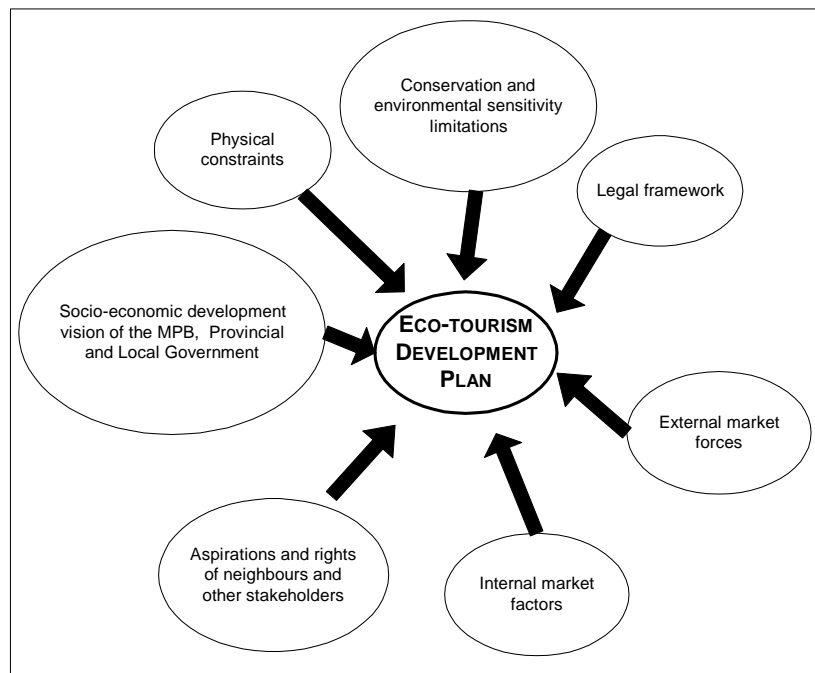 Conservation and
environmental sensitivity
limitations
Physical
constraints
Legal framework
Socio-economic development
vision of the MPB,  Provincial
and Local Government
ECO-TOURISM
DEVELOPMENT
PLAN
External market
forces
Aspirations and rights
of neighbours and
other stakeholders
Internal market
factors